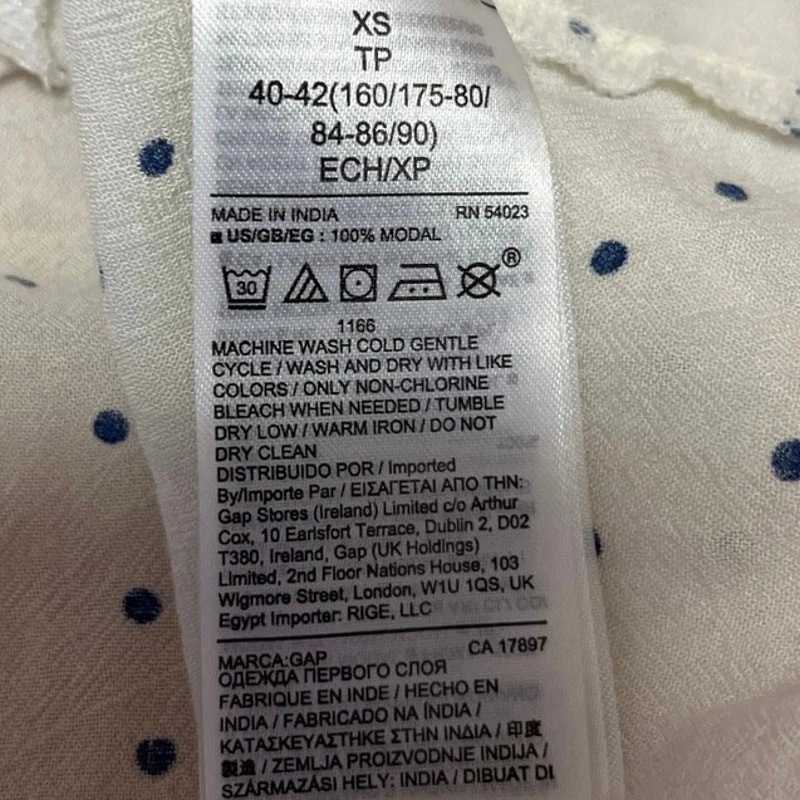 XS
TP
40-42(160/175-80/
84-86/90)
ECH/XP
MADE IN INDIA RN 54023
US/GB/EG : 100% MODAL
30 ®
1166
MACHINE WASH COLD GENTLE
CYCLE / WASH AND DRY WITH LIKE
COLORS / ONLY NON-CHLORINE
BLEACH WHEN NEEDED / TUMBLE
DRY LOW / WARM IRON / DO NOT
DRY CLEAN
DISTRIBUIDO POR / Imported
By/Importe Par / ΕΙΣΑΓΕΤΑΙ ΑΠΟ ΤΗΝ:
Gap Stores (Ireland) Limited c/o Arthur
Cox, 10 Earlsfort Terrace, Dublin 2, D02
T380, Ireland, Gap (UK Holdings)
Limited, 2nd Floor Nations House, 103
Wigmore Street, London, W1U 1QS, UK
Egypt Importer: RIGE, LLC
MARCA:GAP CA 17897
ОДЕЖДА ПЕРВОГО СЛОЯ
FABRIQUE EN INDE / HECHO EN
INDIA / FABRICADO NA ÍNDIA /
ΚΑΤΑΣΚΕΥΑΣΤΗΚΕ ΣΤΗΝ ΙΝΔΙΑ / 印度
製造 / ZEMLJA PROIZVODNJE INDIJA /
SZÁRMAZÁSI HELY: INDIA / DIBUAT DI